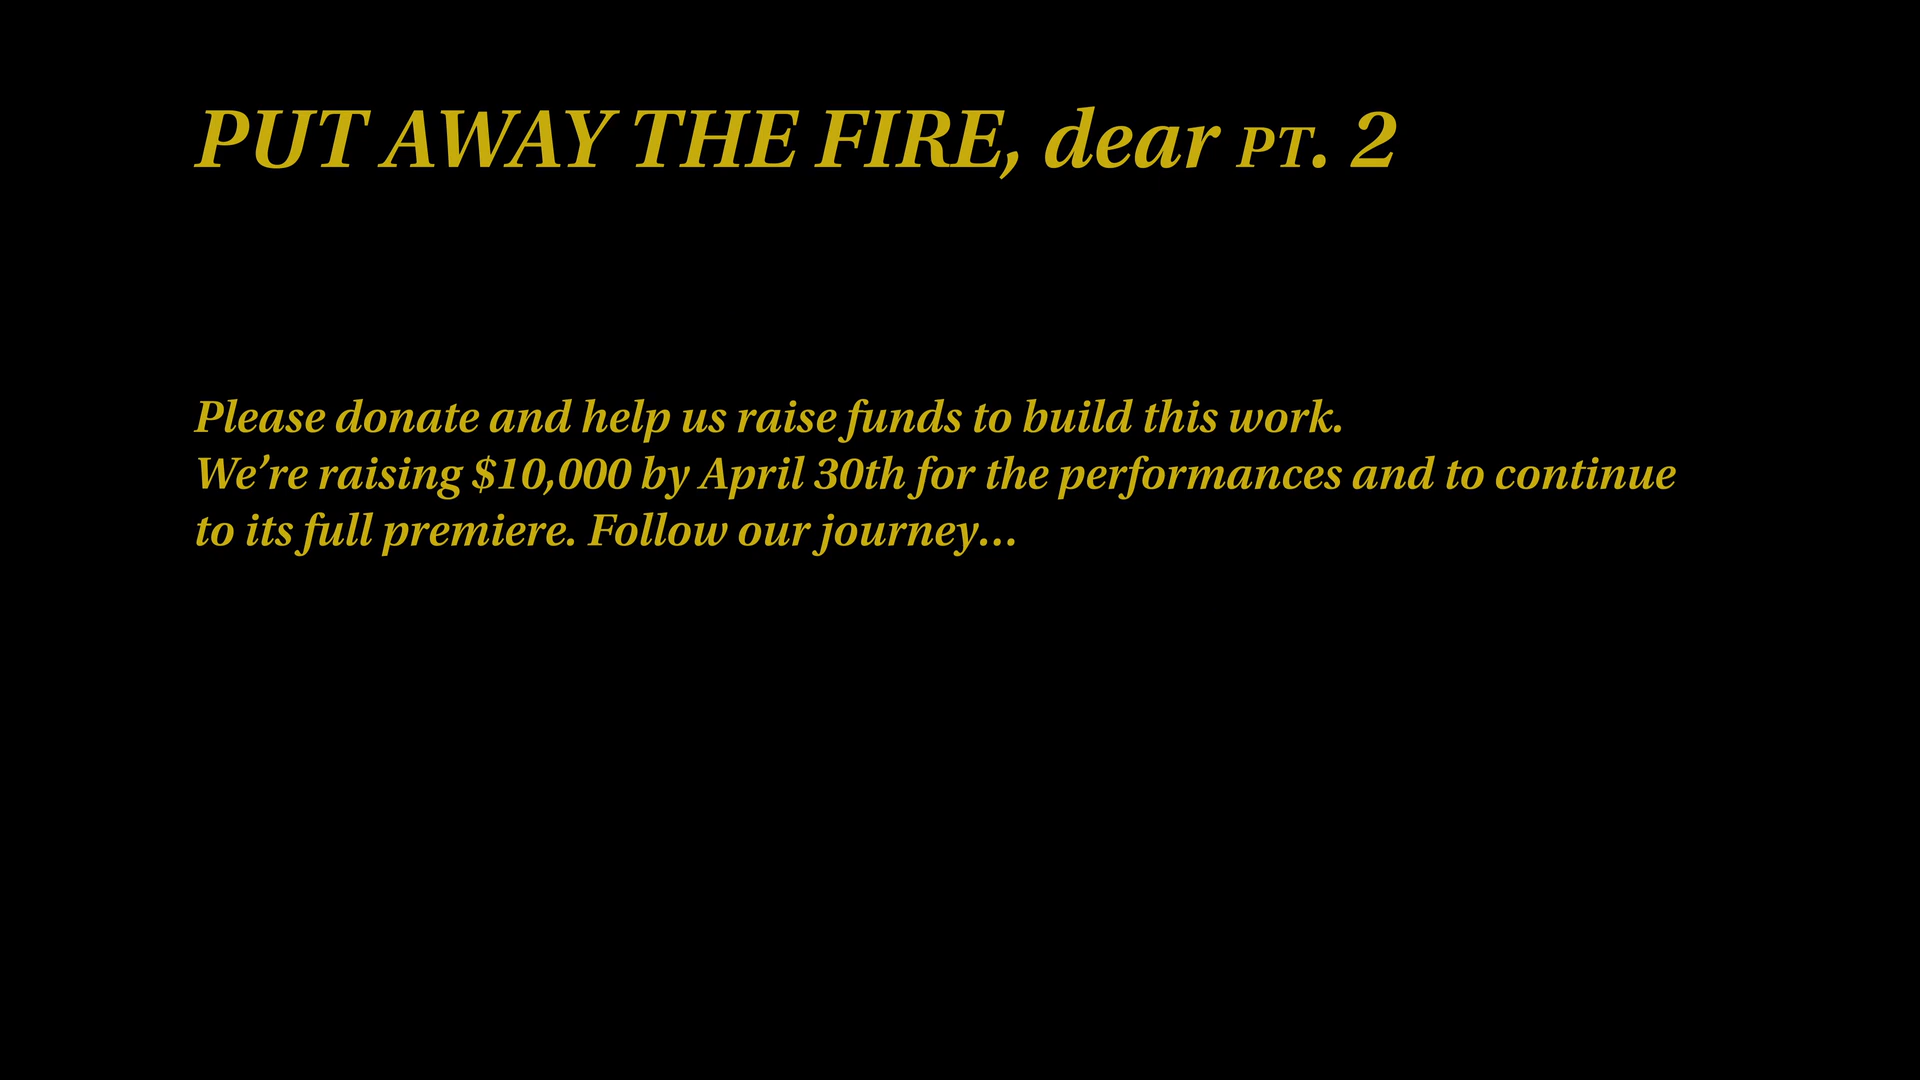 PUT AWAY THE FIRE, dear PT. 2
Please donate and help us raise funds to build this work.
We’re raising $10,000 by April 30th for the performances and to continue
to its full premiere. Follow our journey...